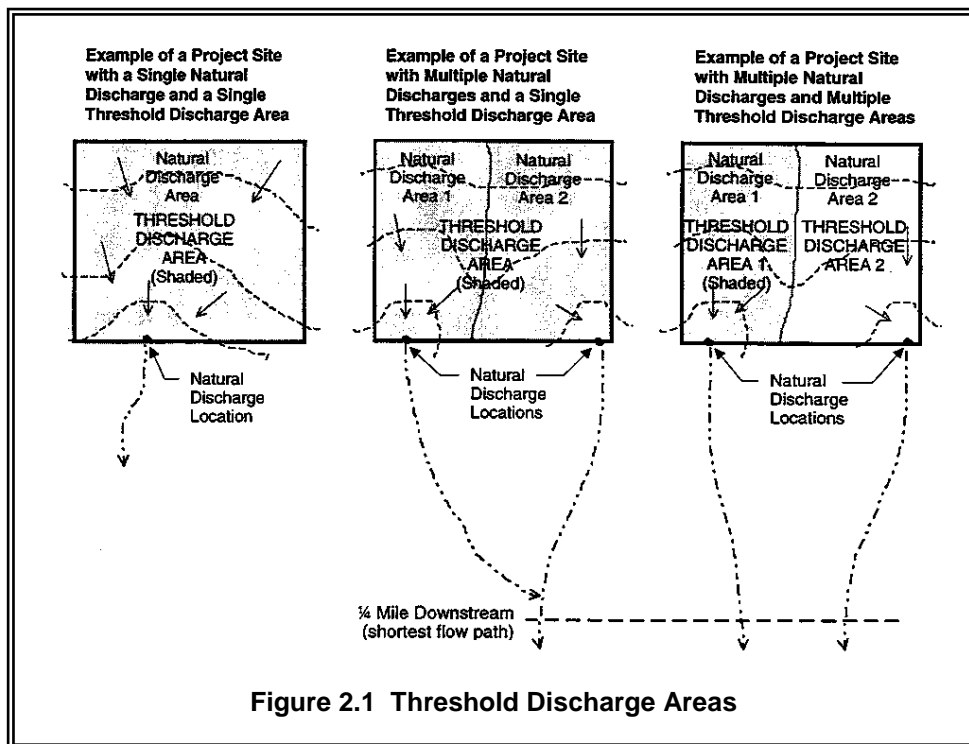 Example of a Project Site
with a Single Natural
Discharge and a Single
Threshold Discharge Area
Natural
Discharge
Area
THRESHOLD
DISCHARGE
AREA
(Shaded)
Natural
Discharge
Location
Example of a Project Site
with Multiple Natural
Discharges and a Single
Threshold Discharge Area
Natural
Discharge
Area 1
Natural
Discharge
Area 2
THRESHOLD
DISCHARGE
AREA
(Shaded)
Natural
Discharge
Locations
Example of a Project Site
with Multiple Natural
Discharges and Multiple
Threshold Discharge Areas
Natural
Discharge
Area 1
Natural
Discharge
Area 2
THRESHOLD
DISCHARGE
AREA 1
(Shaded)
THRESHOLD
DISCHARGE
AREA 2
Natural
Discharge
Locations
¼ Mile Downstream
(shortest flow path)
Figure 2.1 Threshold Discharge Areas